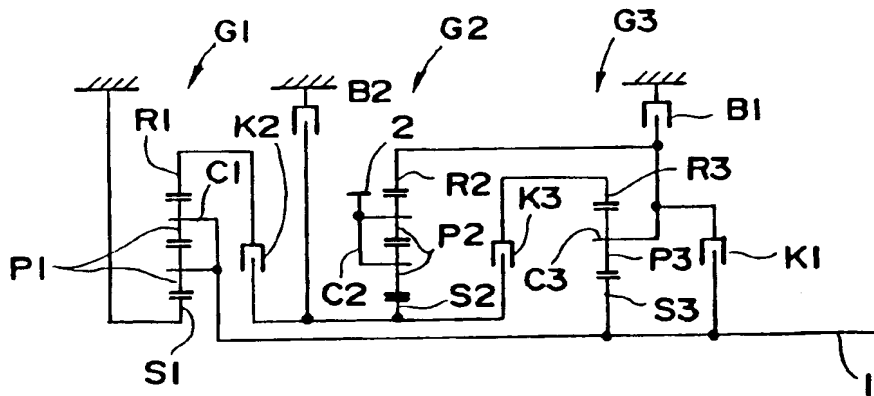 G1 G2 G3
B2
R1 K2 2 B1
C1 R2 R3
K3
P1 P2 P3 K1
C2 C3
S2 S3
S1 1